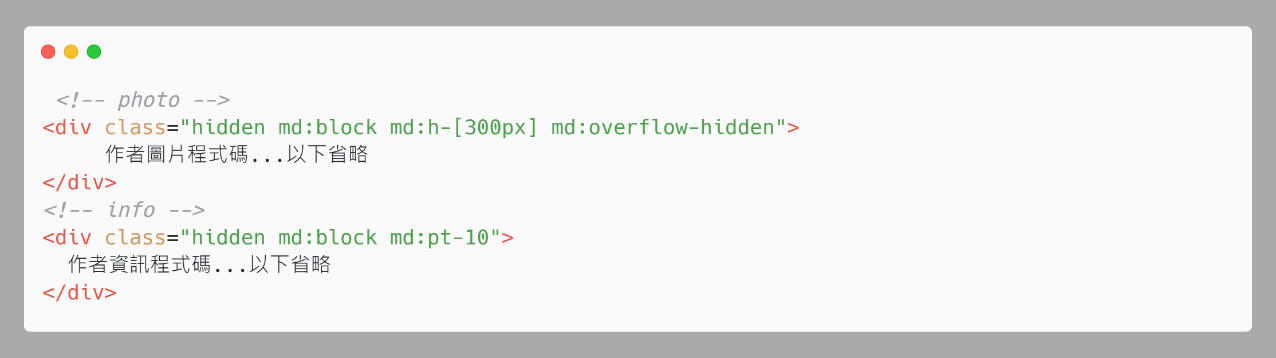 <!-- photo -->
<div class="hidden md:block md:h-[300px] md:overflow-hidden">
作者圖片程式碼...以下省略
</div>
<!-- info -->
<div class="hidden md:block md:pt-10">
作者資訊程式碼...以下省略
</div>